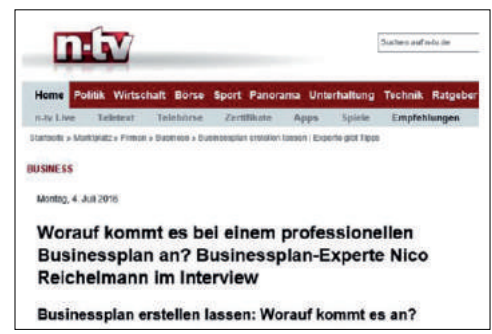 n-tv
Suchen auf n-tv.de
Home Politik Wirtschaft Börse Sport Panorama Unterhaltung Technik Ratgeber
n-tv Live Teletext Telebörse Zertifikate Apps Spiele Empfehlungen
Startseite » Marktplatz » Firmen » Business » Businessplan erstellen lassen | Experte gibt Tipps
BUSINESS
Montag, 4. Juli 2016
Worauf kommt es bei einem professionellen
Businessplan an? Businessplan-Experte Nico
Reichelmann im Interview
Businessplan erstellen lassen: Worauf kommt es an?